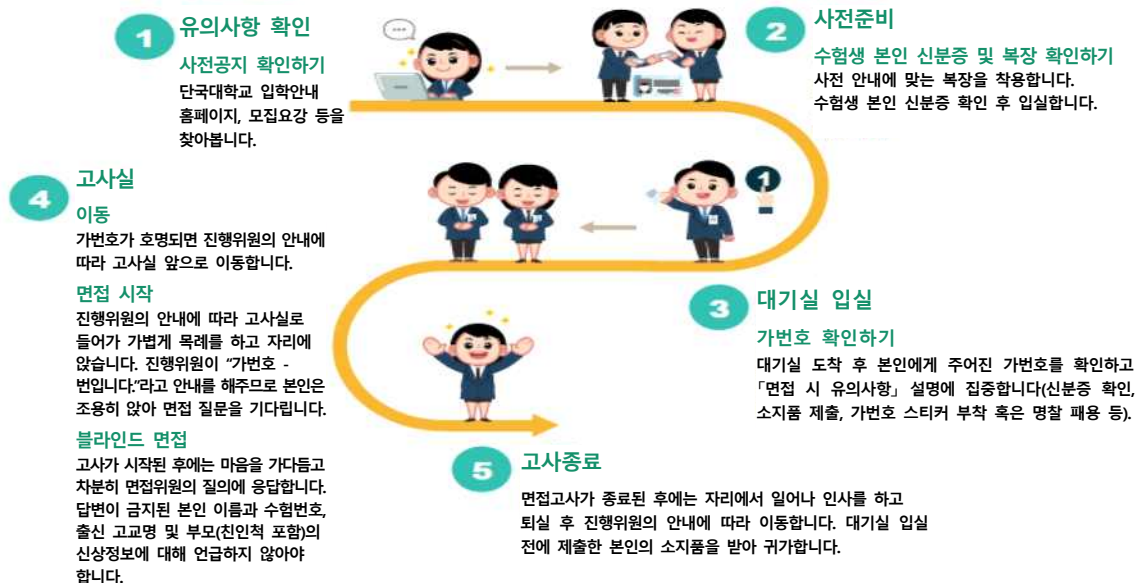 1
유의사항 확인
사전공지 확인하기
단국대학교 입학안내
홈페이지, 모집요강 등을
찾아봅니다.
2
사전준비
수험생 본인 신분증 및 복장 확인하기
사전 안내에 맞는 복장을 착용합니다.
수험생 본인 신분증 확인 후 입실합니다.
1
3
대기실 입실
가번호 확인하기
대기실 도착 후 본인에게 주어진 가번호를 확인하고
「면접 시 유의사항」 설명에 집중합니다(신분증 확인,
소지품 제출, 가번호 스티커 부착 혹은 명찰 패용 등).
4
고사실
이동
가번호가 호명되면 진행위원의 안내에
따라 고사실 앞으로 이동합니다.
면접 시작
진행위원의 안내에 따라 고사실로
들어가 가볍게 목례를 하고 자리에
앉습니다. 진행위원이 “가번호 -
번입니다.”라고 안내를 해주므로 본인은
조용히 앉아 면접 질문을 기다립니다.
블라인드 면접
고사가 시작된 후에는 마음을 가다듬고
차분히 면접위원의 질의에 응답합니다.
답변이 금지된 본인 이름과 수험번호,
출신 고교명 및 부모(친인척 포함)의
신상정보에 대해 언급하지 않아야
합니다.
5
고사종료
면접고사가 종료된 후에는 자리에서 일어나 인사를 하고
퇴실 후 진행위원의 안내에 따라 이동합니다. 대기실 입실
전에 제출한 본인의 소지품을 받아 귀가합니다.